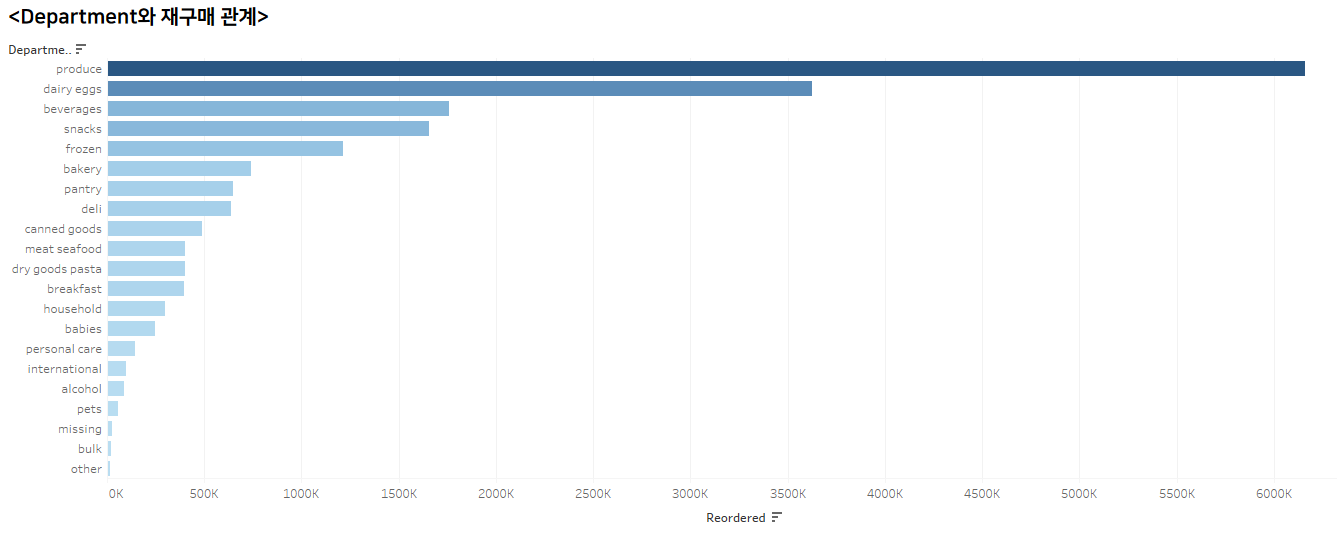 <Department와 재구매 관계>
Departme..
produce
dairy eggs
beverages
snacks
frozen
bakery
pantry
deli
canned goods
meat seafood
dry goods pasta
breakfast
household
babies
personal care
international
alcohol
pets
missing
bulk
other
0K 500K 1000K 1500K 2000K 2500K 3000K 3500K 4000K 4500K 5000K 5500K 6000K
Reordered